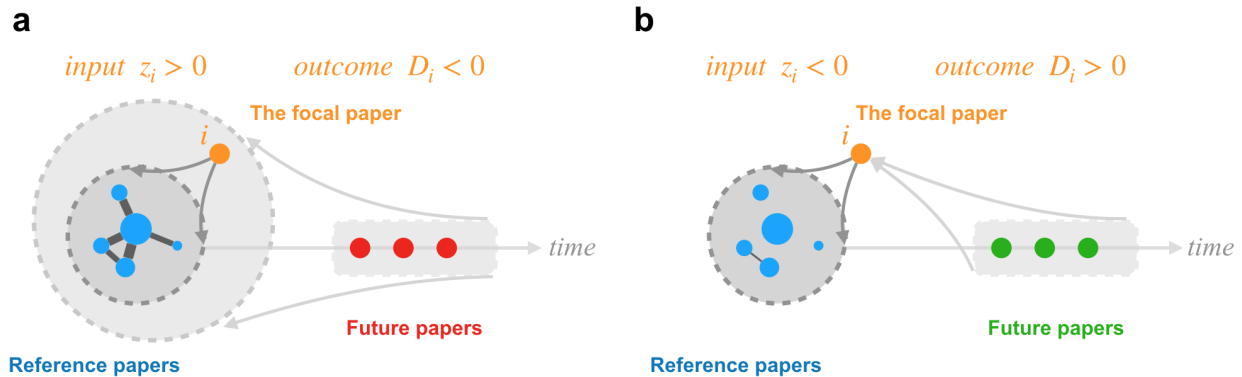 a
input z_i > 0 outcome D_i < 0
The focal paper
i
time
Future papers
Reference papers
b
input z_i < 0 outcome D_i > 0
The focal paper
i
time
Future papers
Reference papers